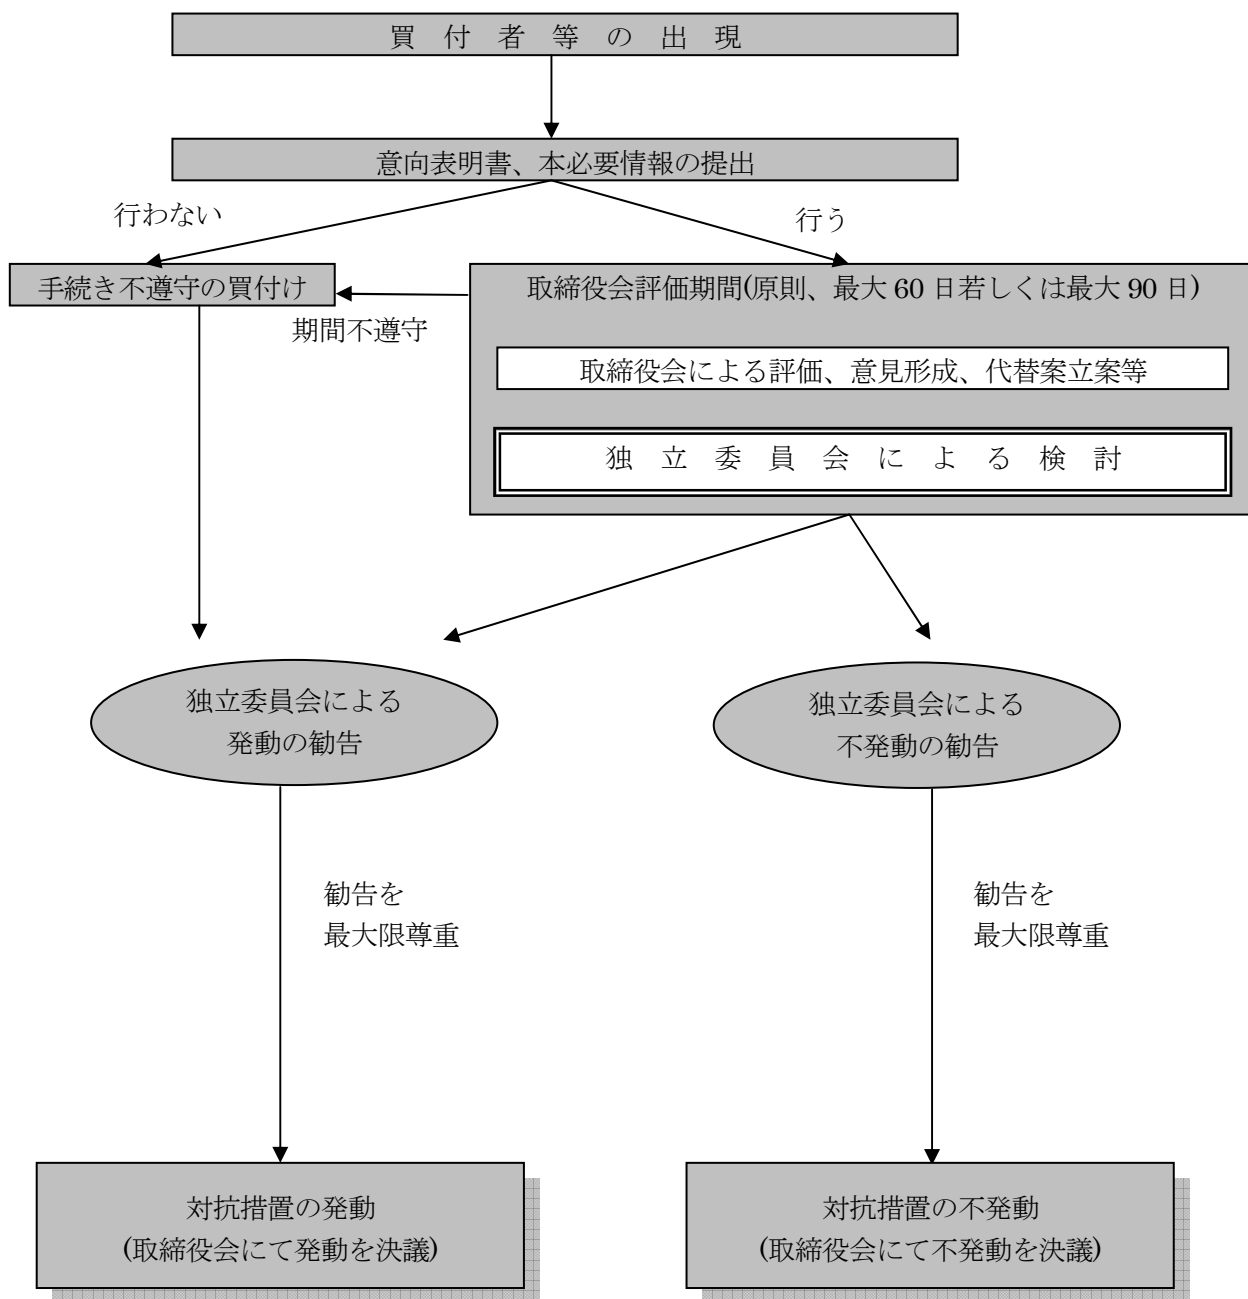 買付者等の出現
意向表明書、本必要情報の提出
行わない
行う
手続き不遵守の買付け
取締役会評価期間(原則、最大 60 日若しくは最大 90 日)
期間不遵守
取締役会による評価、意見形成、代替案立案等
独立委員会による検討
独立委員会による
発動の勧告
独立委員会による
不発動の勧告
勧告を
最大限尊重
勧告を
最大限尊重
対抗措置の発動
(取締役会にて発動を決議)
対抗措置の不発動
(取締役会にて不発動を決議)